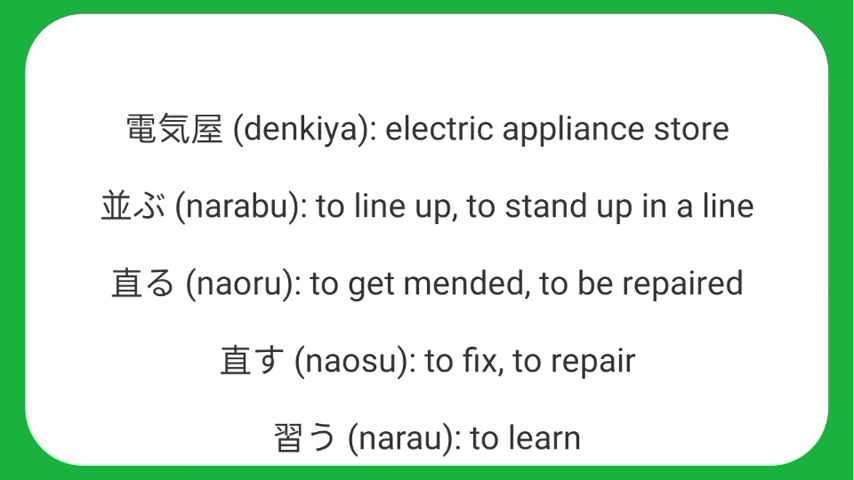 電気屋 (denkiya): electric appliance store
並ぶ (narabu): to line up, to stand up in a line
直る (naoru): to get mended, to be repaired
直す (naosu): to fix, to repair
習う (narau): to learn